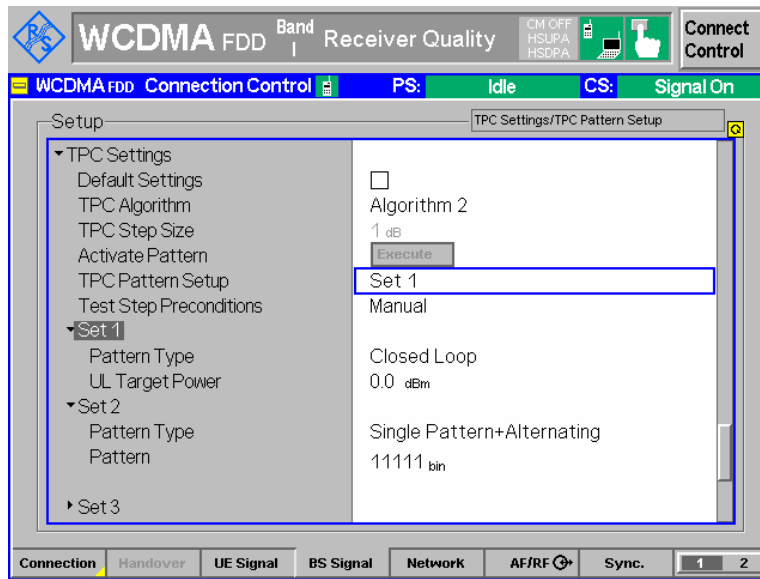 R&S WCDMA FDD Band I Receiver Quality CM OFF HSUPA HSDPA Connect Control
WCDMA FDD Connection Control PS: Idle CS: Signal On
Setup TPC Settings/TPC Pattern Setup
Q
TPC Settings
Default Settings
TPC Algorithm Algorithm 2
TPC Step Size 1 dB
Activate Pattern Execute
TPC Pattern Setup Set 1
Test Step Preconditions Manual
Set 1
Pattern Type Closed Loop
UL Target Power 0.0 dBm
Set 2
Pattern Type Single Pattern+Alternating
Pattern 11111 bin
Set 3
Connection Handover UE Signal BS Signal Network AF/RF Sync. 1 2